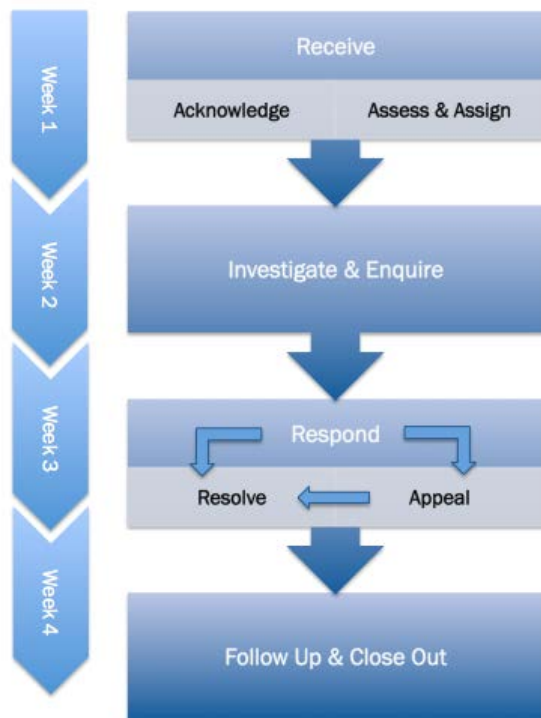 Week 1
Receive
Acknowledge
Assess & Assign
Week 2
Investigate & Enquire
Week 3
Respond
Resolve
Appeal
Week 4
Follow Up & Close Out